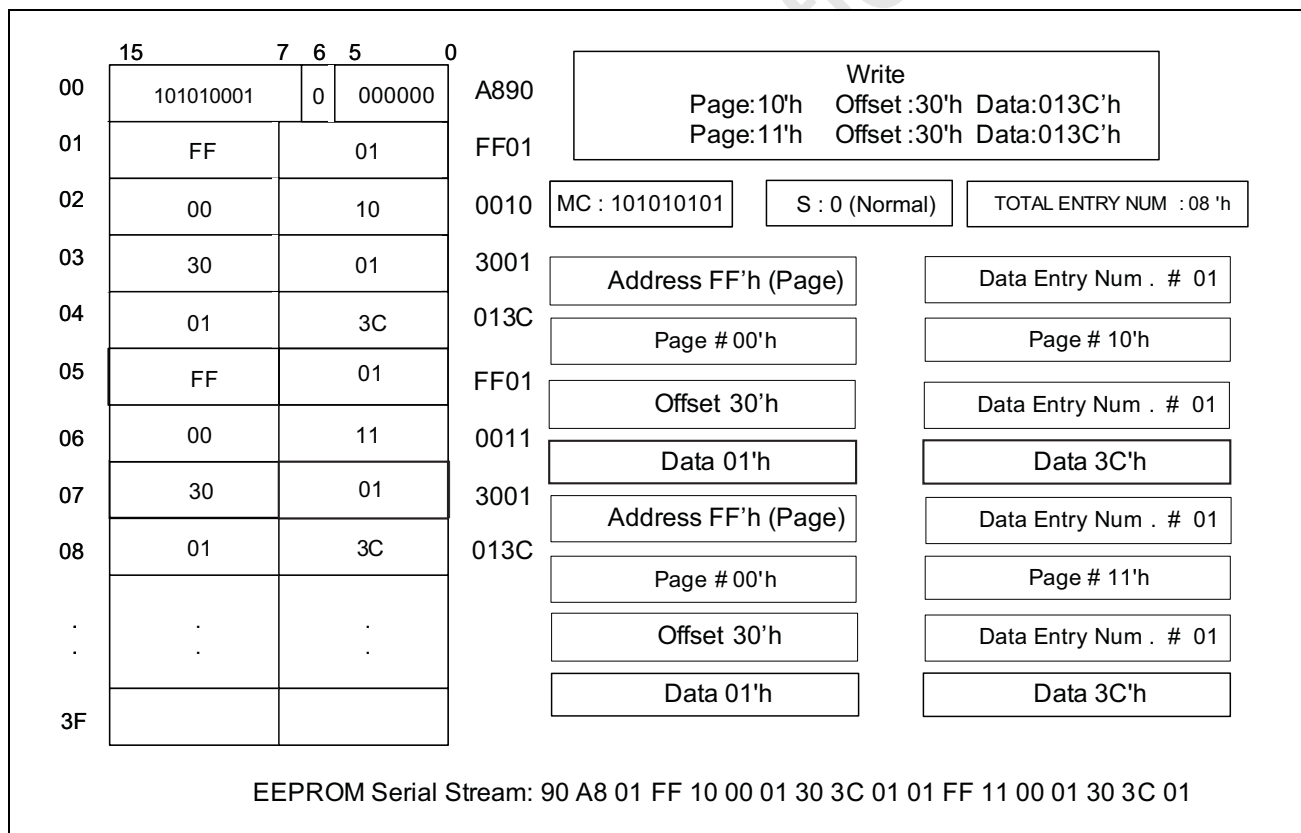 15 7 6 5 0
00 101010001 0 000000 A890
01 FF 01 FF01
02 00 10 0010
03 30 01 3001
04 01 3C 013C
05 FF 01 FF01
06 00 11 0011
07 30 01 3001
08 01 3C 013C
. . .
. . .
3F
Write
Page:10'h Offset :30'h Data:013C'h
Page:11'h Offset :30'h Data:013C'h
MC : 101010101 S : 0 (Normal) TOTAL ENTRY NUM : 08 'h
Address FF'h (Page) Data Entry Num . # 01
Page # 00'h Page # 10'h
Offset 30'h Data Entry Num . # 01
Data 01'h Data 3C'h
Address FF'h (Page) Data Entry Num . # 01
Page # 00'h Page # 11'h
Offset 30'h Data Entry Num . # 01
Data 01'h Data 3C'h
EEPROM Serial Stream: 90 A8 01 FF 10 00 01 30 3C 01 01 FF 11 00 01 30 3C 01